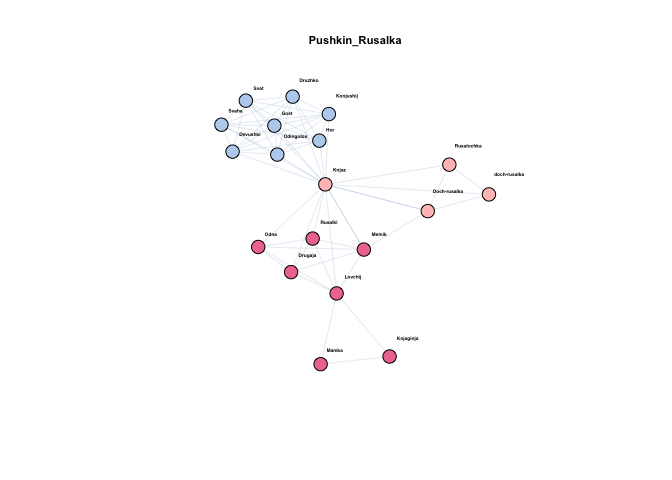 Pushkin_Rusalka
Druzhko
Svat
Konjushij
Svaha
Gost
Hor
Devushki
Odingolos
Rusalochka
Knjaz
doch-rusalka
Doch-rusalka
Rusalki
Odna
Melnik
Drugaja
Lovchij
Knjaginja
Mamka